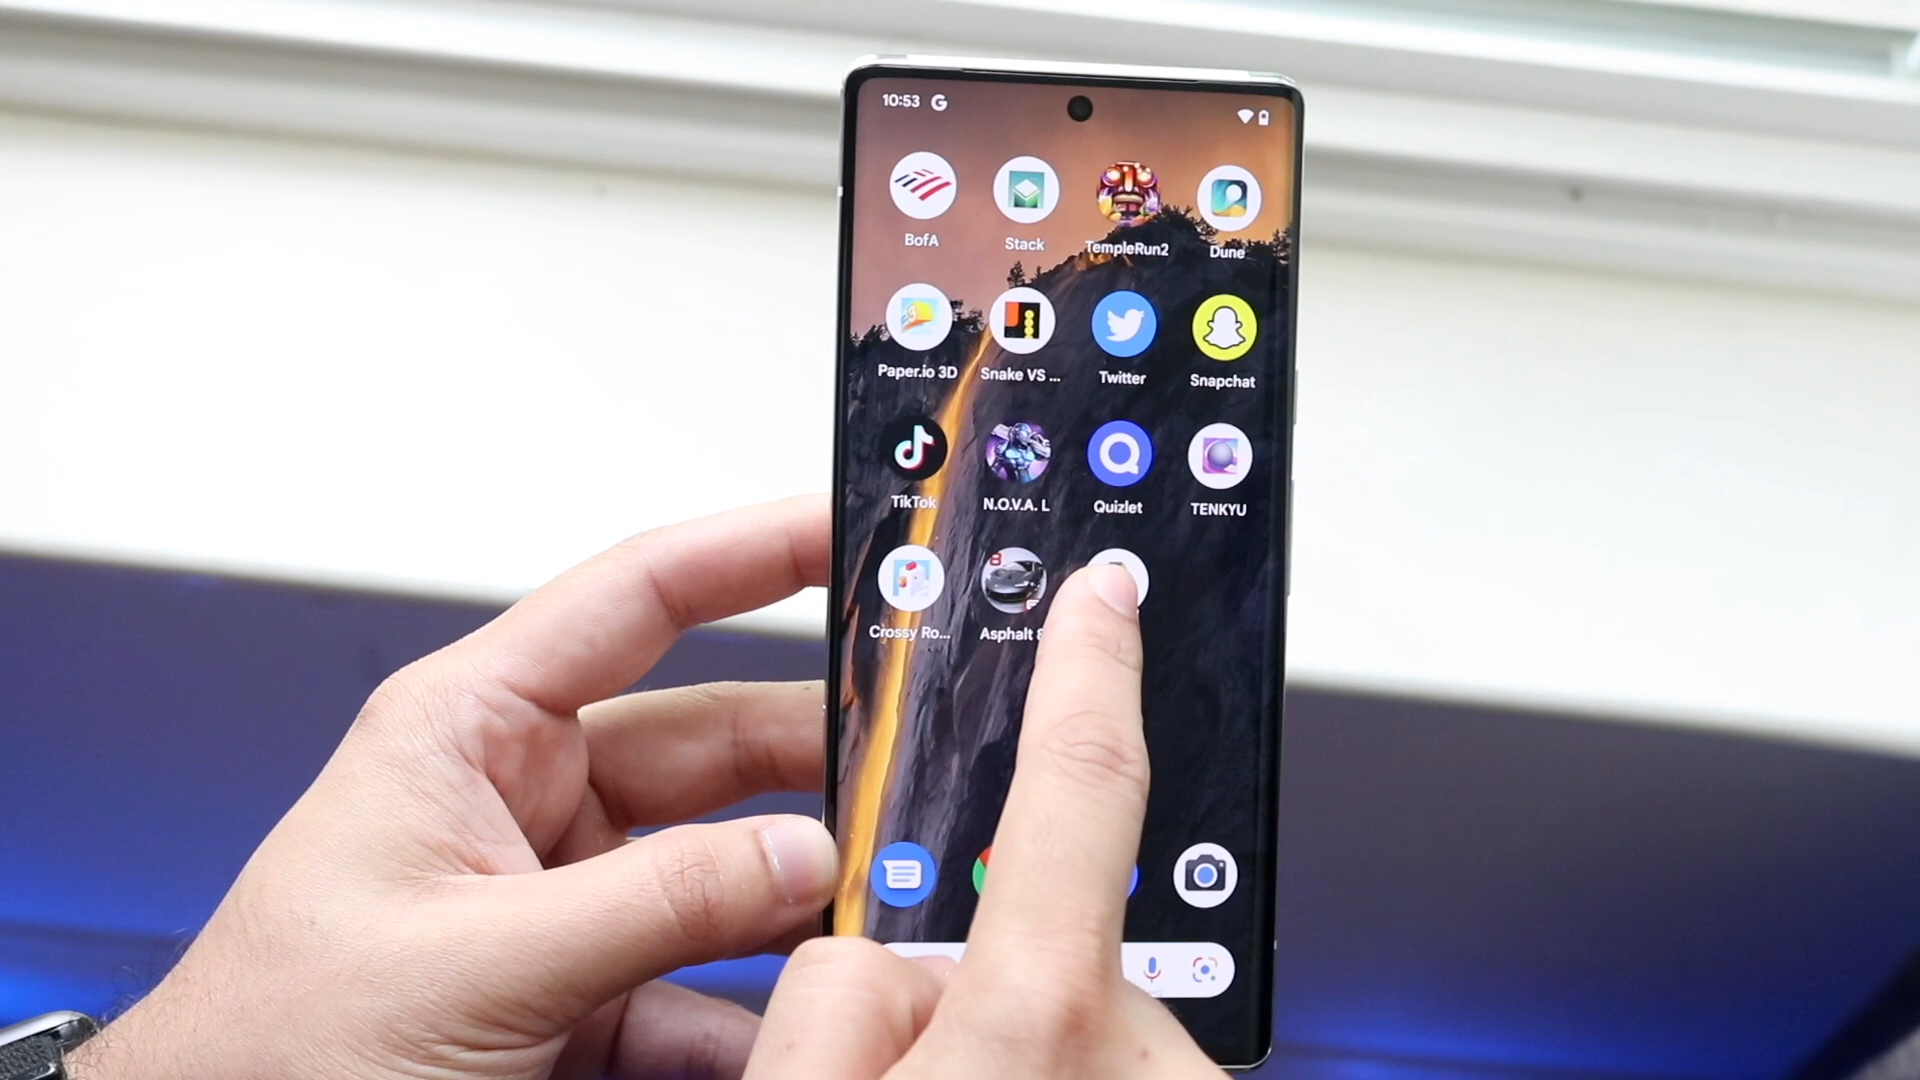 10:53 G
BofA Stack TempleRun2 Dune
Paper.io 3D Snake VS ... Twitter Snapchat
TikTok N.O.V.A. L Quizlet TENKYU
Crossy Ro... Asphalt 8